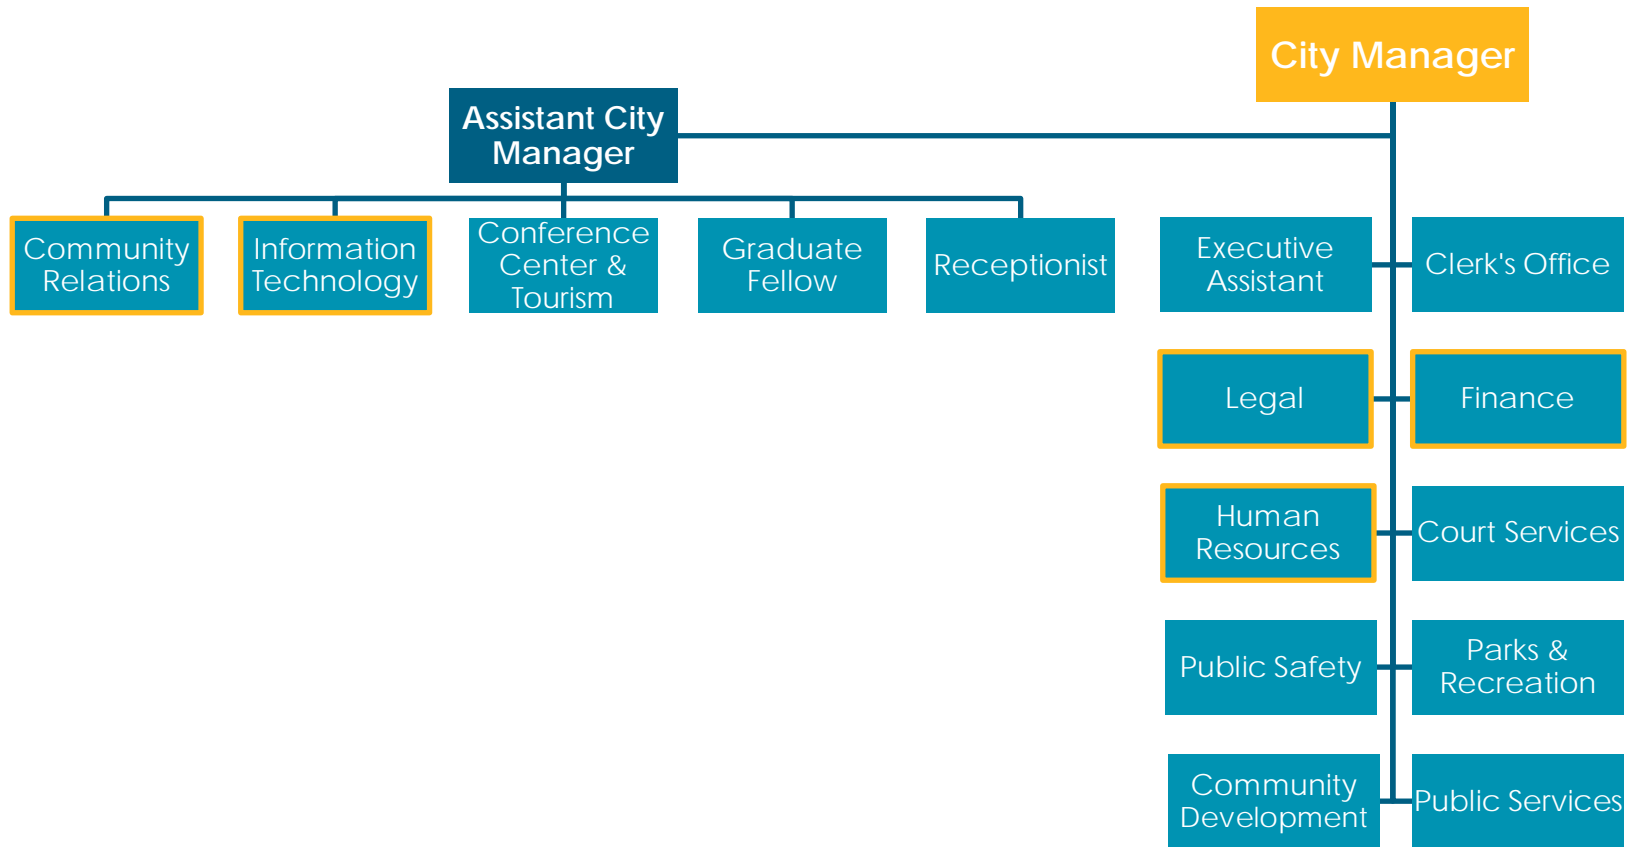 City Manager
Assistant City
Manager
Community
Relations
Information
Technology
Conference
Center &
Tourism
Graduate
Fellow
Receptionist
Executive
Assistant
Clerk's Office
Legal
Finance
Human
Resources
Court Services
Public Safety
Parks &
Recreation
Community
Development
Public Services